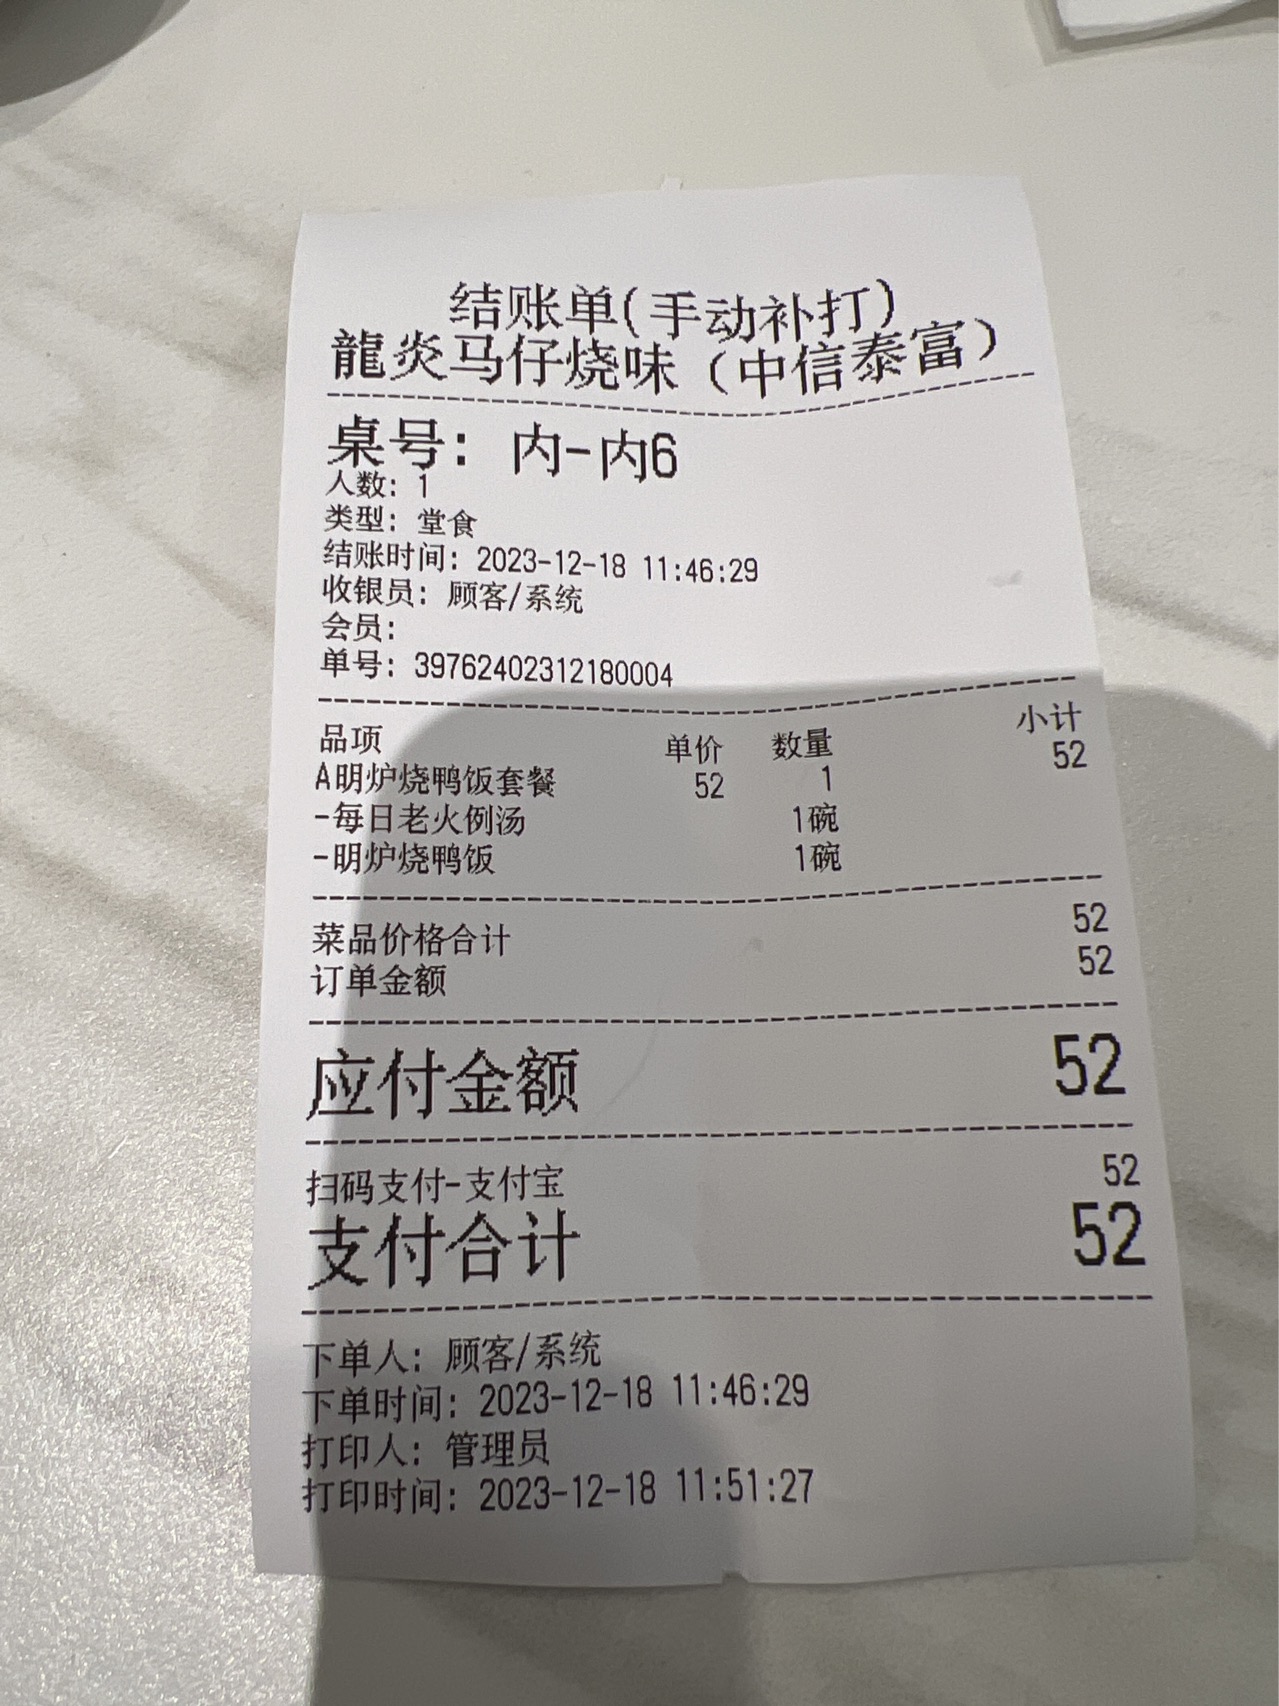 结账单(手动补打)
龍炎马仔烧味（中信泰富）
桌号: 内-内6
人数: 1
类型: 堂食
结账时间: 2023-12-18 11:46:29
收银员: 顾客/系统
会员:
单号: 39762402312180004
品项 单价 数量 小计
A明炉烧鸭饭套餐 52 1 52
-每日老火例汤 1碗
-明炉烧鸭饭 1碗
菜品价格合计 52
订单金额 52
应付金额 52
扫码支付-支付宝 52
支付合计 52
下单人: 顾客/系统
下单时间: 2023-12-18 11:46:29
打印人: 管理员
打印时间: 2023-12-18 11:51:27